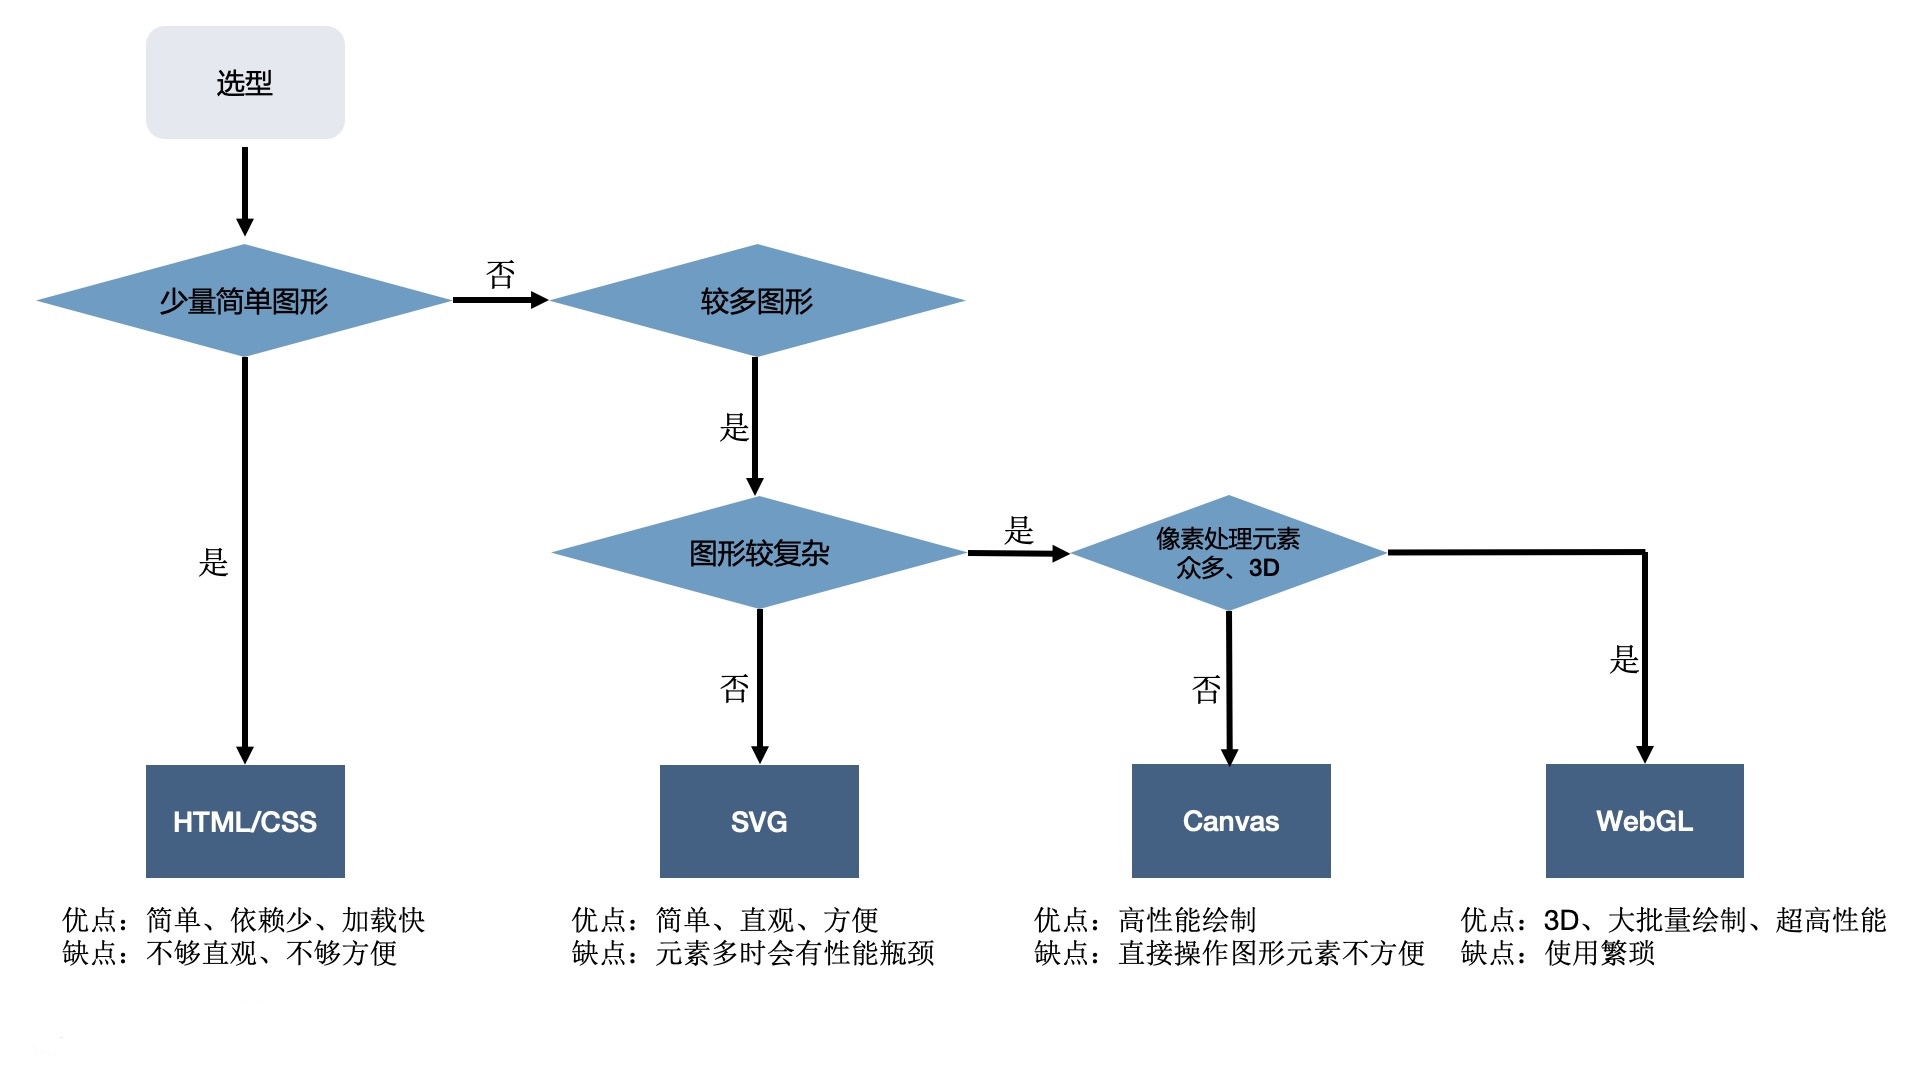 选型
少量简单图形
否
较多图形
是
图形较复杂
是
像素处理元素
众多、3D
是
否
否
是
HTML/CSS
SVG
Canvas
WebGL
优点：简单、依赖少、加载快
缺点：不够直观、不够方便
优点：简单、直观、方便
缺点：元素多时会有性能瓶颈
优点：高性能绘制
缺点：直接操作图形元素不方便
优点：3D、大批量绘制、超高性能
缺点：使用繁琐